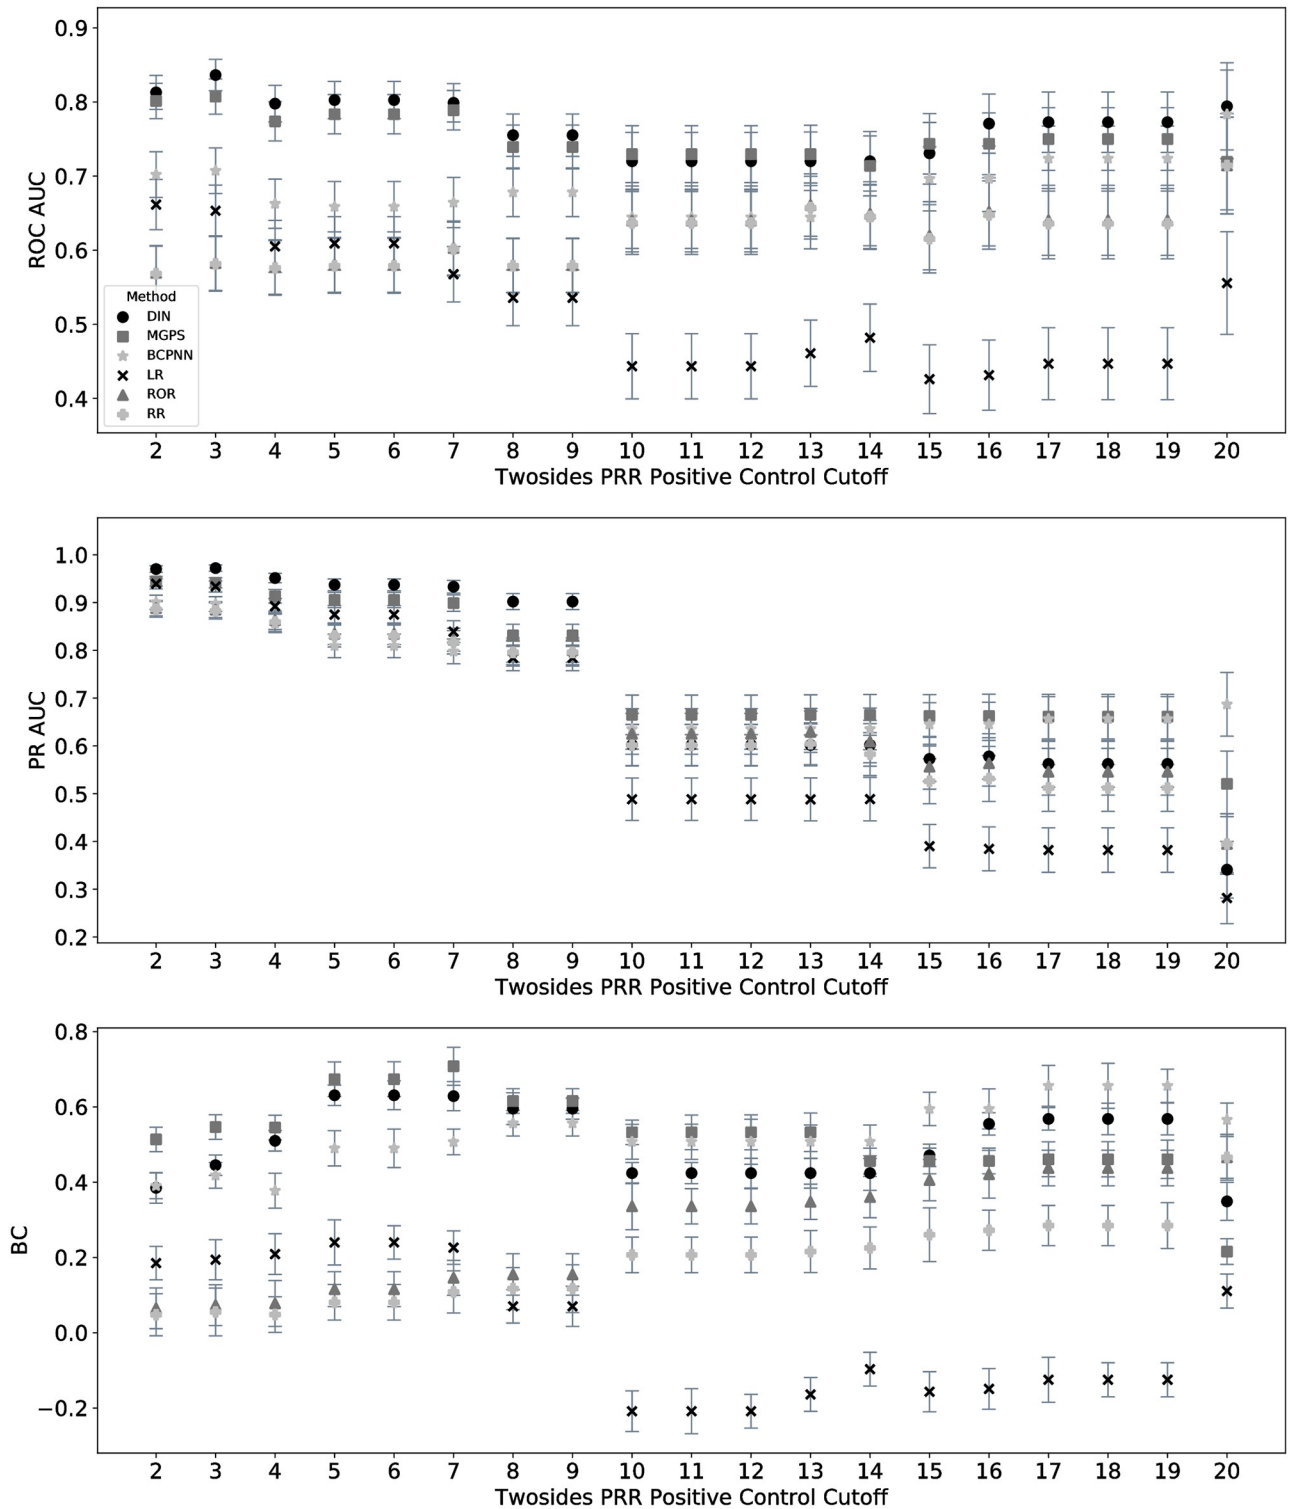 ROC AUC
0.9
0.8
0.7
0.6
0.5
0.4
Method
DIN
MGPS
BCPNN
LR
ROR
RR
2 3 4 5 6 7 8 9 10 11 12 13 14 15 16 17 18 19 20
Twosides PRR Positive Control Cutoff
PR AUC
1.0
0.9
0.8
0.7
0.6
0.5
0.4
0.3
0.2
2 3 4 5 6 7 8 9 10 11 12 13 14 15 16 17 18 19 20
Twosides PRR Positive Control Cutoff
BC
0.8
0.6
0.4
0.2
0.0
−0.2
2 3 4 5 6 7 8 9 10 11 12 13 14 15 16 17 18 19 20
Twosides PRR Positive Control Cutoff